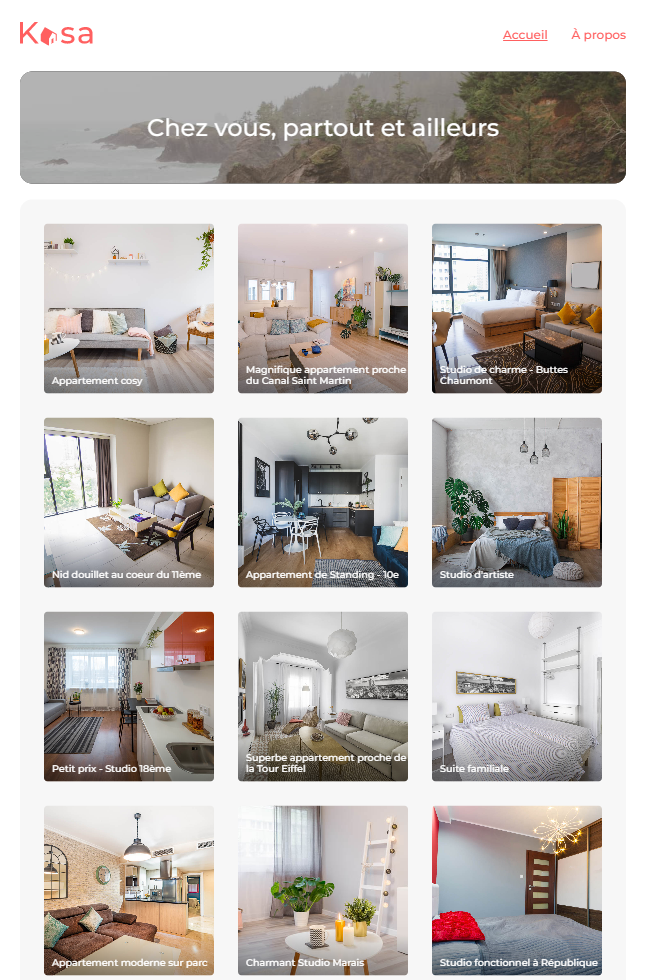 Kasa
Accueil
À propos
Chez vous, partout et ailleurs
Appartement cosy
Magnifique appartement proche
du Canal Saint Martin
Studio de charme - Buttes
Chaumont
Nid douillet au coeur du 11ème
Appartement de Standing - 10e
Studio d'artiste
Petit prix - Studio 18ème
Superbe appartement proche de
la Tour Eiffel
Suite familiale
Appartement moderne sur parc
Charmant Studio Marais
Studio fonctionnel à République